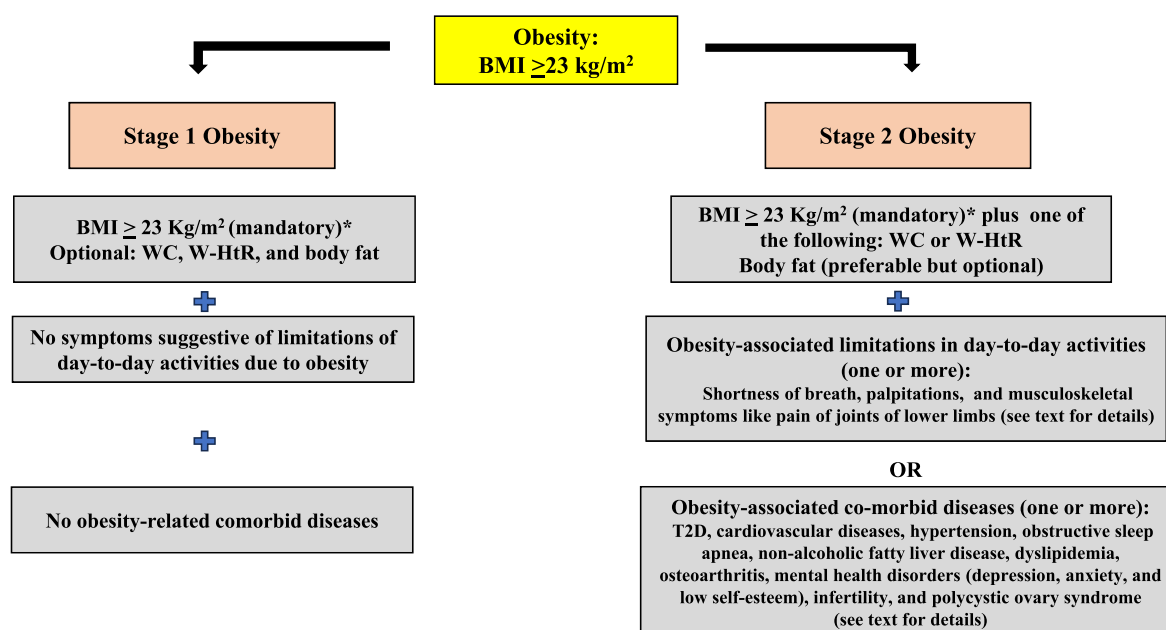 Obesity:
BMI ≥23 kg/m²
Stage 1 Obesity
BMI ≥ 23 Kg/m² (mandatory)*
Optional: WC, W-HtR, and body fat
No symptoms suggestive of limitations of
day-to-day activities due to obesity
No obesity-related comorbid diseases
Stage 2 Obesity
BMI ≥ 23 Kg/m² (mandatory)* plus one of
the following: WC or W-HtR
Body fat (preferable but optional)
Obesity-associated limitations in day-to-day activities
(one or more):
Shortness of breath, palpitations, and musculoskeletal
symptoms like pain of joints of lower limbs (see text for details)
OR
Obesity-associated co-morbid diseases (one or more):
T2D, cardiovascular diseases, hypertension, obstructive sleep
apnea, non-alcoholic fatty liver disease, dyslipidemia,
osteoarthritis, mental health disorders (depression, anxiety, and
low self-esteem), infertility, and polycystic ovary syndrome
(see text for details)